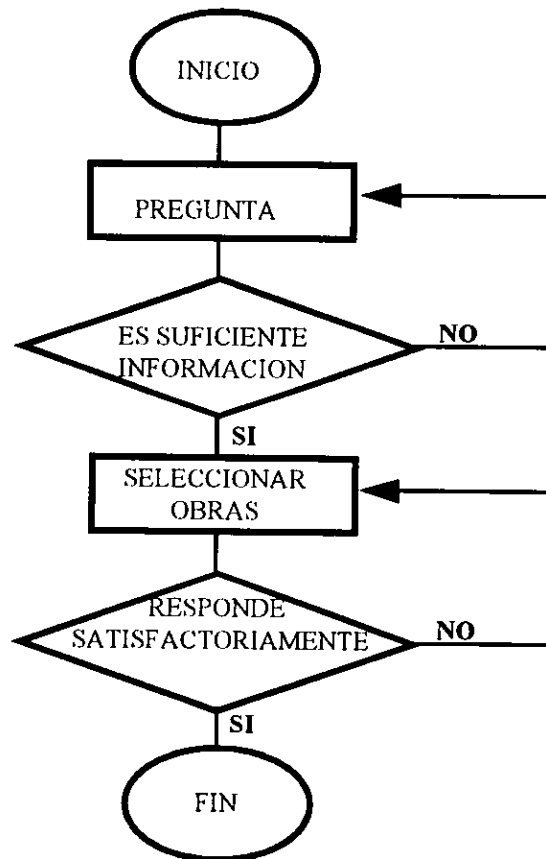 INICIO
PREGUNTA
ES SUFICIENTE
INFORMACION
NO
SI
SELECCIONAR
OBRAS
RESPONDE
SATISFACTORIAMENTE
NO
SI
FIN